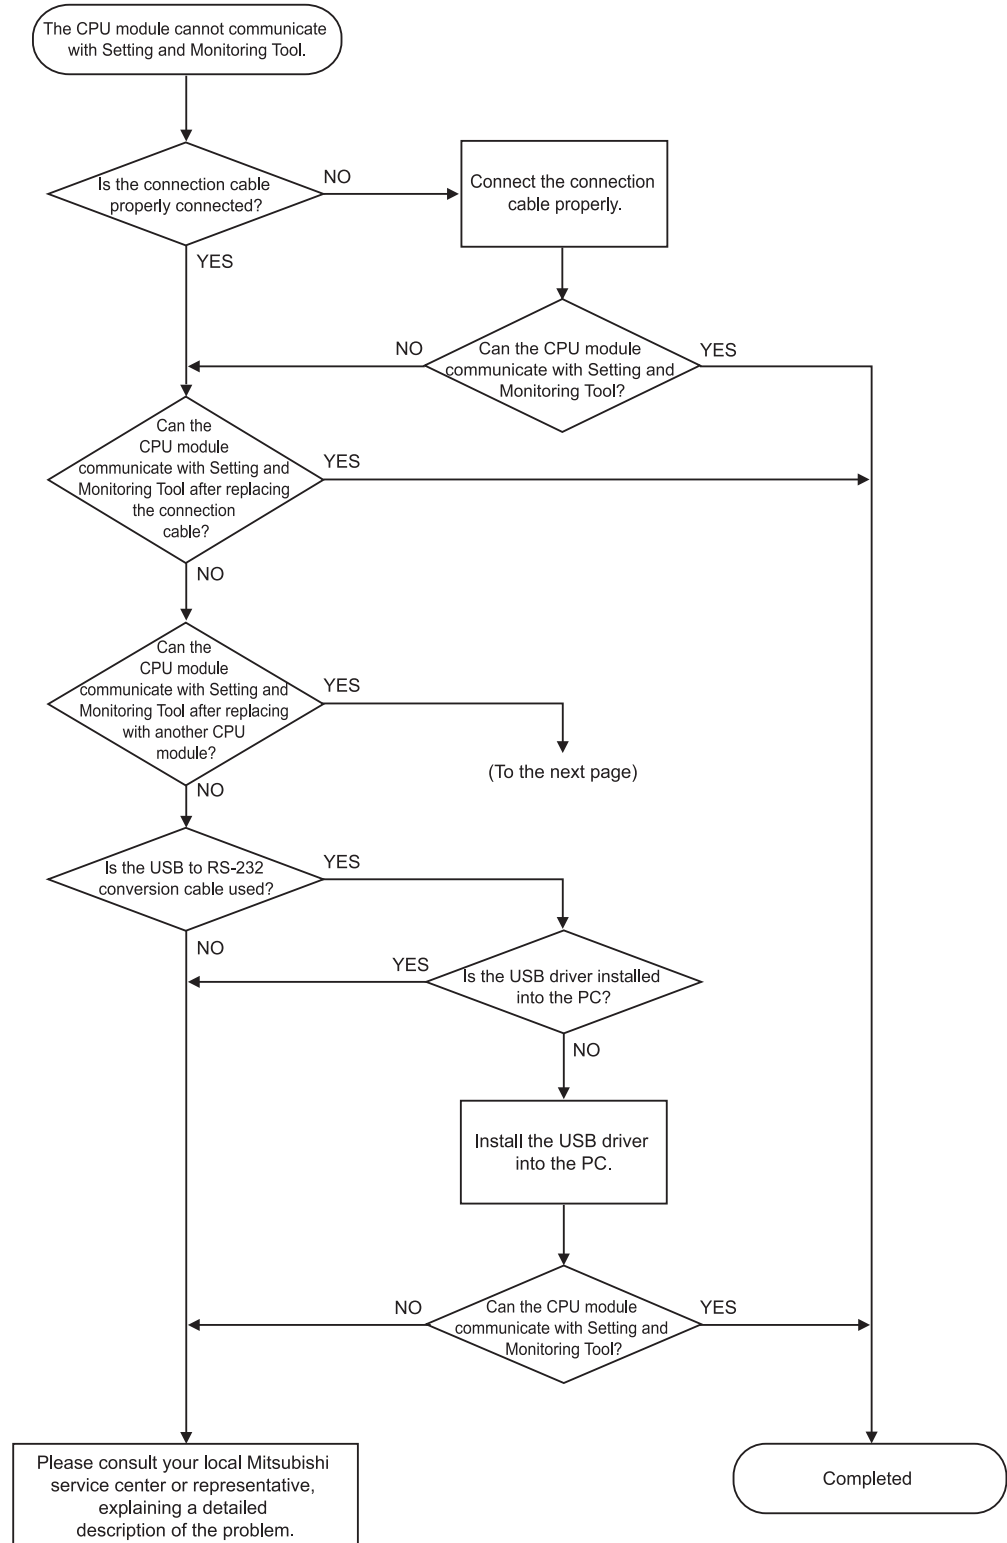 The CPU module cannot communicate
with Setting and Monitoring Tool.
Is the connection cable
properly connected?
NO
Connect the connection
cable properly.
YES
NO
Can the CPU module
communicate with Setting and
Monitoring Tool?
YES
Can the
CPU module
communicate with Setting and
Monitoring Tool after replacing
the connection
cable?
YES
NO
Can the
CPU module
communicate with Setting and
Monitoring Tool after replacing
with another CPU
module?
YES
(To the next page)
NO
Is the USB to RS-232
conversion cable used?
YES
NO
YES
Is the USB driver installed
into the PC?
NO
Install the USB driver
into the PC.
NO
Can the CPU module
communicate with Setting and
Monitoring Tool?
YES
Please consult your local Mitsubishi
service center or representative,
explaining a detailed
description of the problem.
Completed